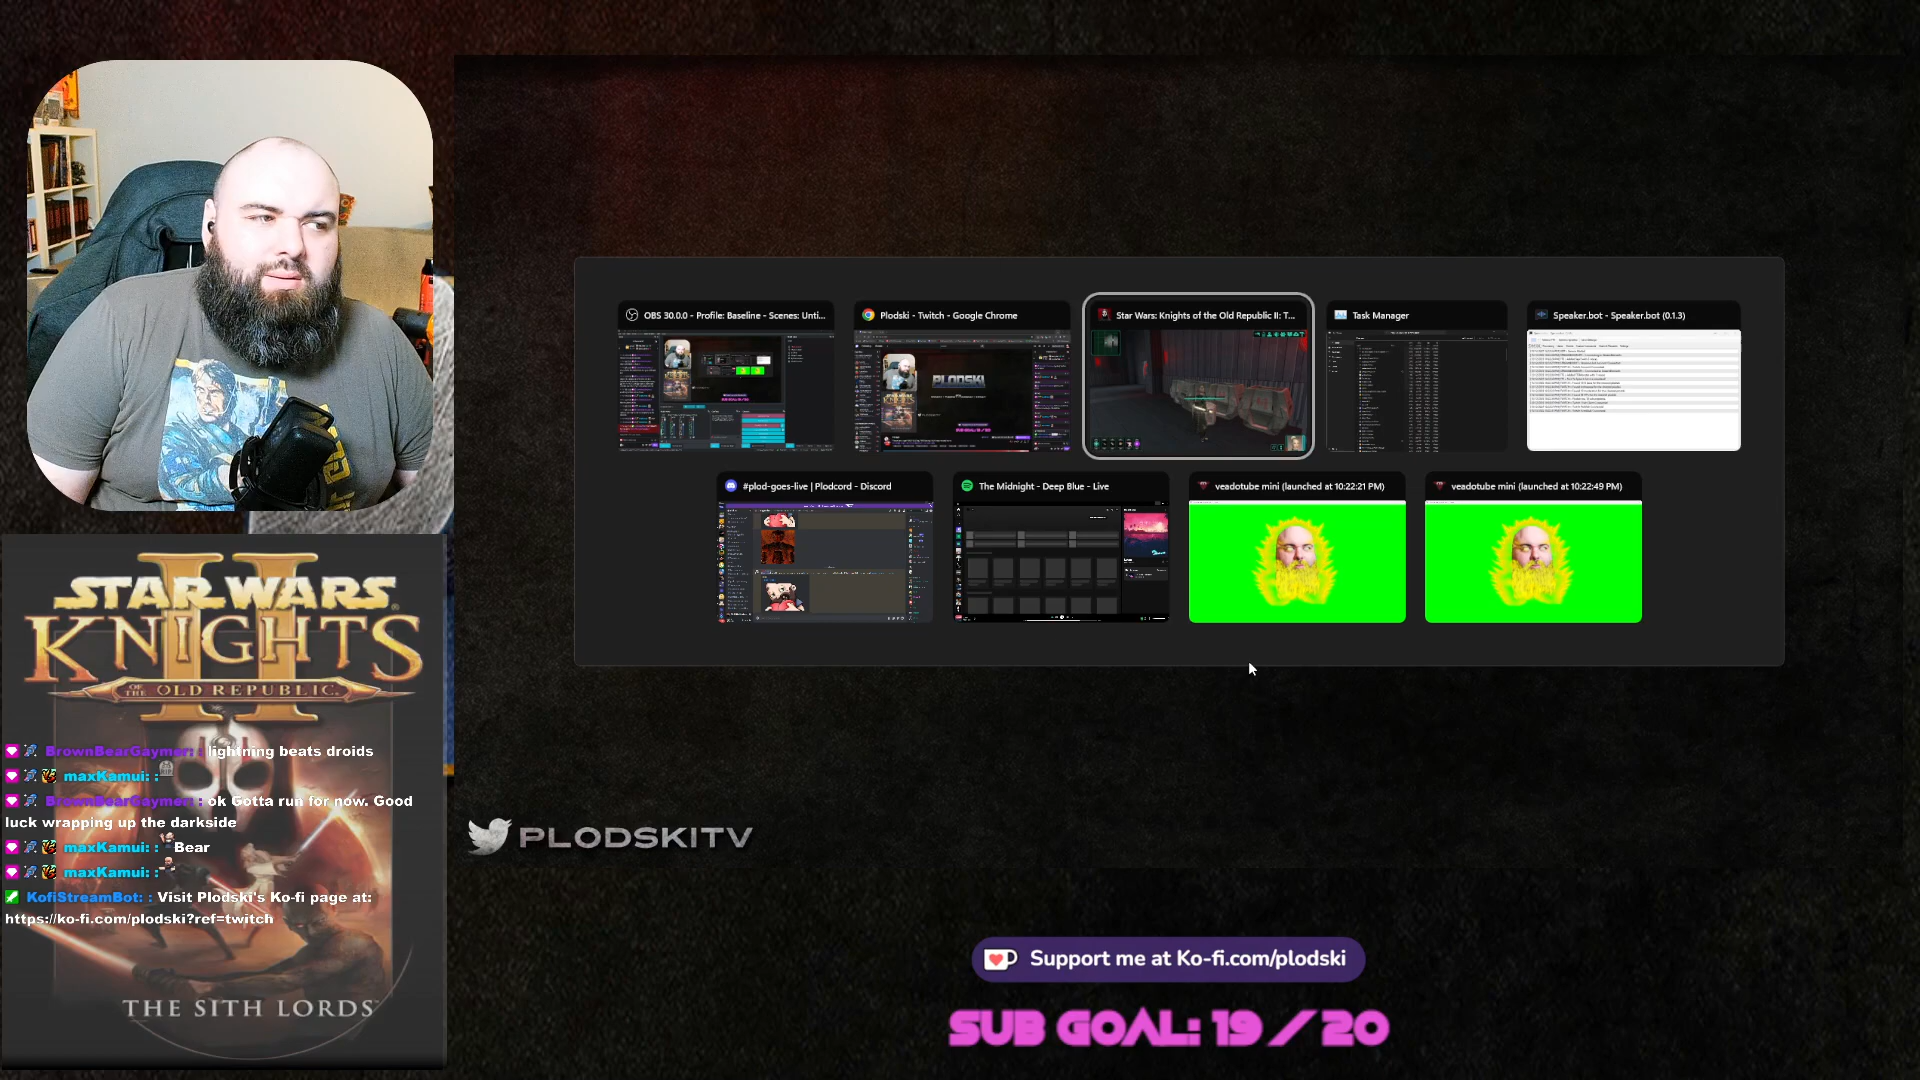 OBS 30.0.0 - Profile: Baseline - Scenes: Unti...
Plodski - Twitch - Google Chrome
Star Wars: Knights of the Old Republic II: T...
Task Manager
Speaker.bot - Speaker.bot (0.1.3)
PLODSKI
#plod-goes-live | Plodcord - Discord
The Midnight - Deep Blue - Live
veadotube mini (launched at 10:22:21 PM)
veadotube mini (launched at 10:22:49 PM)
STAR WARS
KNIGHTS
II
OF THE OLD REPUBLIC
THE SITH LORDS
BrownBearGaymer: : lightning beats droids
maxKamui: :
BrownBearGaymer: : ok Gotta run for now. Good
luck wrapping up the darkside
maxKamui: : Bear
maxKamui: :
KofiStreamBot: : Visit Plodski's Ko-fi page at:
https://ko-fi.com/plodski?ref=twitch
PLODSKITV
Support me at Ko-fi.com/plodski
SUB GOAL: 19 / 20